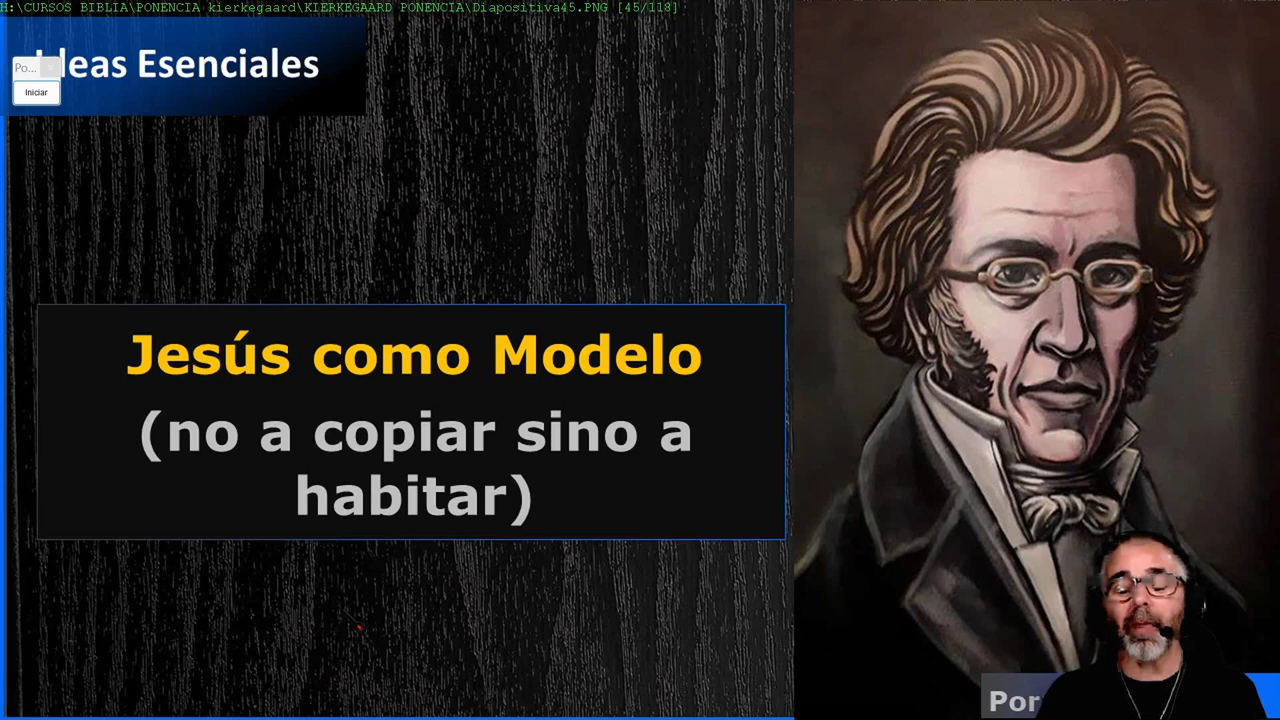 H:\CURSOS BIBLIA\PONENCIA kierkegaard\KIERKEGAARD PONENCIA\Diapositiva45.PNG [45/118]
Ideas Esenciales
Po...
Iniciar
Jesús como Modelo
(no a copiar sino a
habitar)
Por